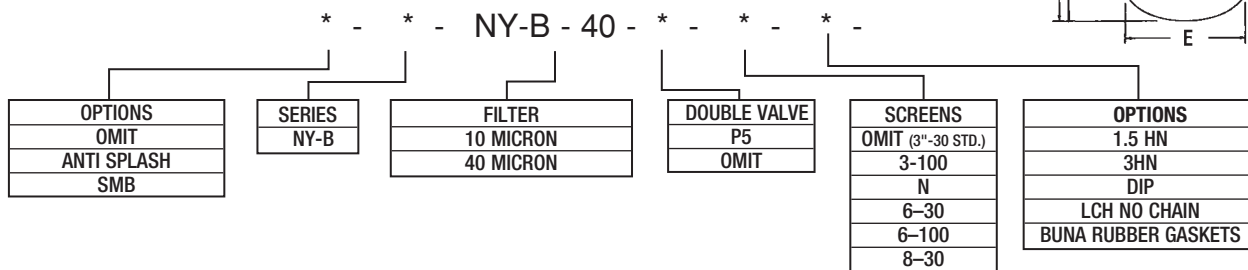 * - * - NY-B - 40 - * - * - * -
E
OPTIONS
OMIT
ANTI SPLASH
SMB
SERIES
NY-B
FILTER
10 MICRON
40 MICRON
DOUBLE VALVE
P5
OMIT
SCREENS
OMIT (3"-30 STD.)
3-100
N
6–30
6–100
8–30
OPTIONS
1.5 HN
3HN
DIP
LCH NO CHAIN
BUNA RUBBER GASKETS